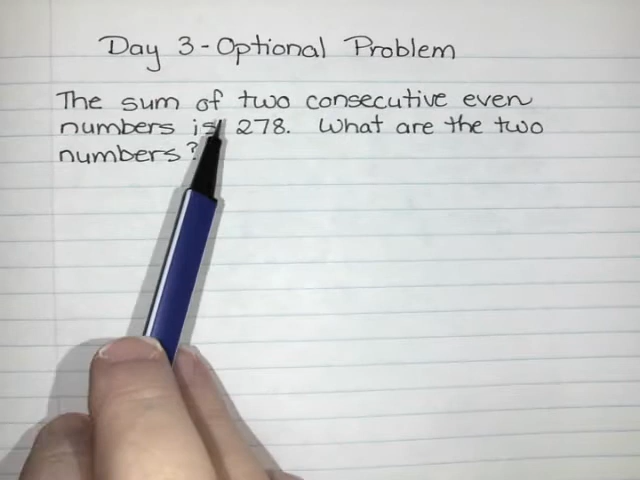 Day 3 - Optional Problem
The sum of two consecutive even
numbers is 278. What are the two
numbers?